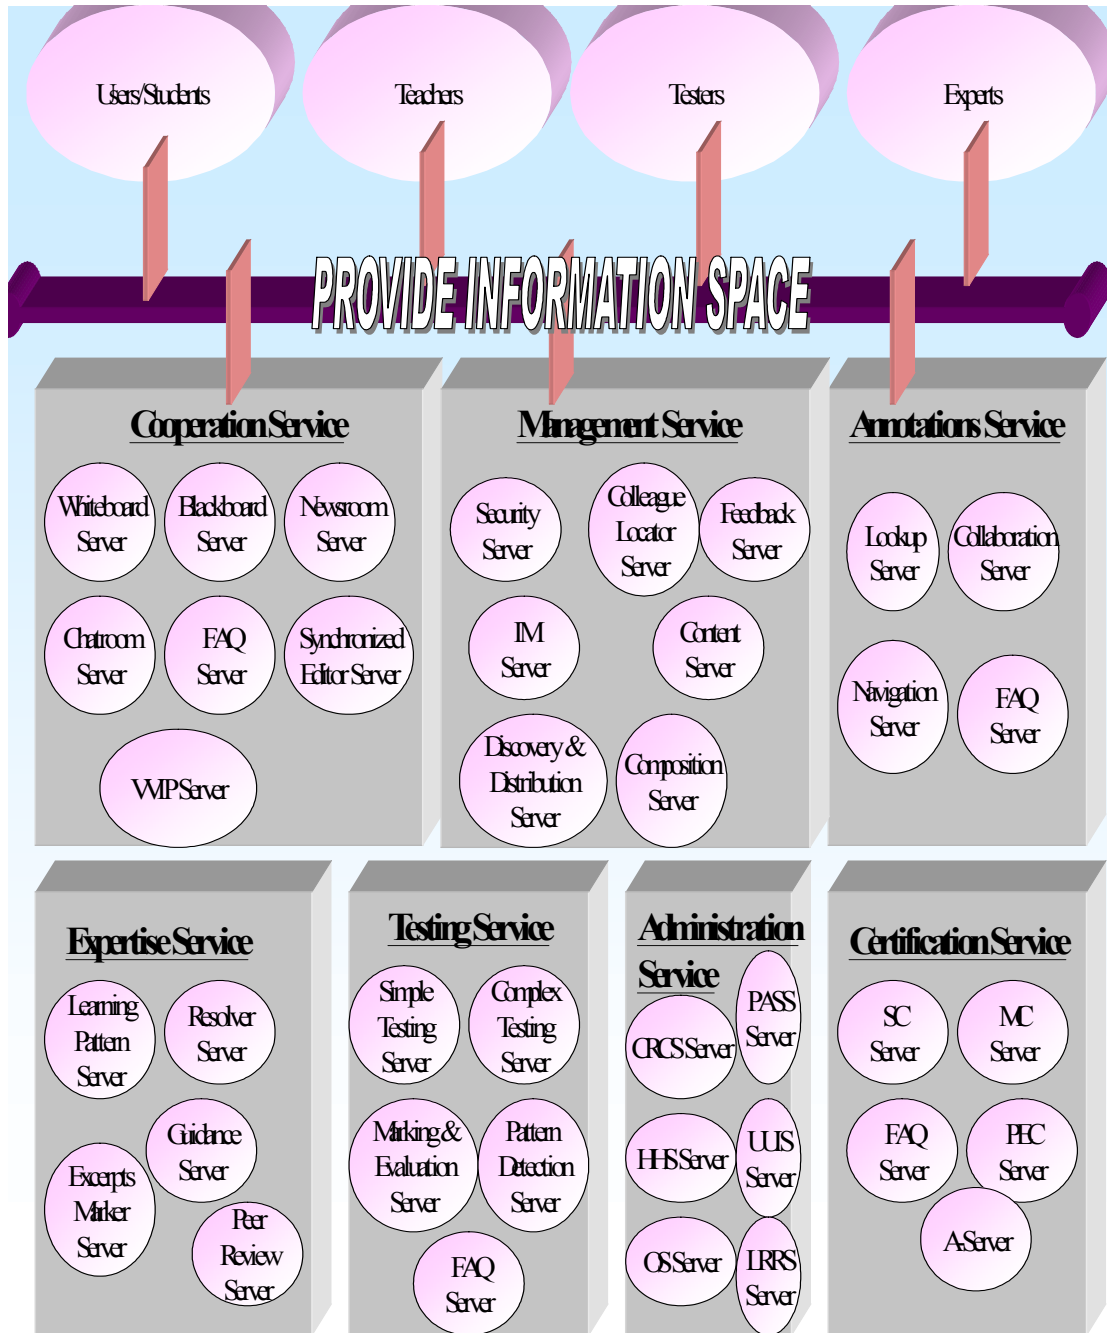 Users/Students
Teachers
Testers
Experts
PROVIDE INFORMATION SPACE
Cooperation Service
Whiteboard
Server
Blackboard
Server
Newsroom
Server
Chatroom
Server
FAQ
Server
Synchronized
Editor Server
VMIP Server
Management Service
Security
Server
Colleague
Locator
Server
Feedback
Server
IM
Server
Content
Server
Discovery &
Distribution
Server
Composition
Server
Annotations Service
Lookup
Server
Collaboration
Server
Navigation
Server
FAQ
Server
Expertise Service
Learning
Pattern
Server
Resolver
Server
Guidance
Server
Excerpts
Marker
Server
Peer
Review
Server
Testing Service
Simple
Testing
Server
Complex
Testing
Server
Marking &
Evaluation
Server
Pattern
Detection
Server
FAQ
Server
Administration
Service
PASS
Server
CRCS Server
HHS Server
ULIS
Server
OS Server
LRRS
Server
Certification Service
SC
Server
MC
Server
FAQ
Server
PEC
Server
A-Server